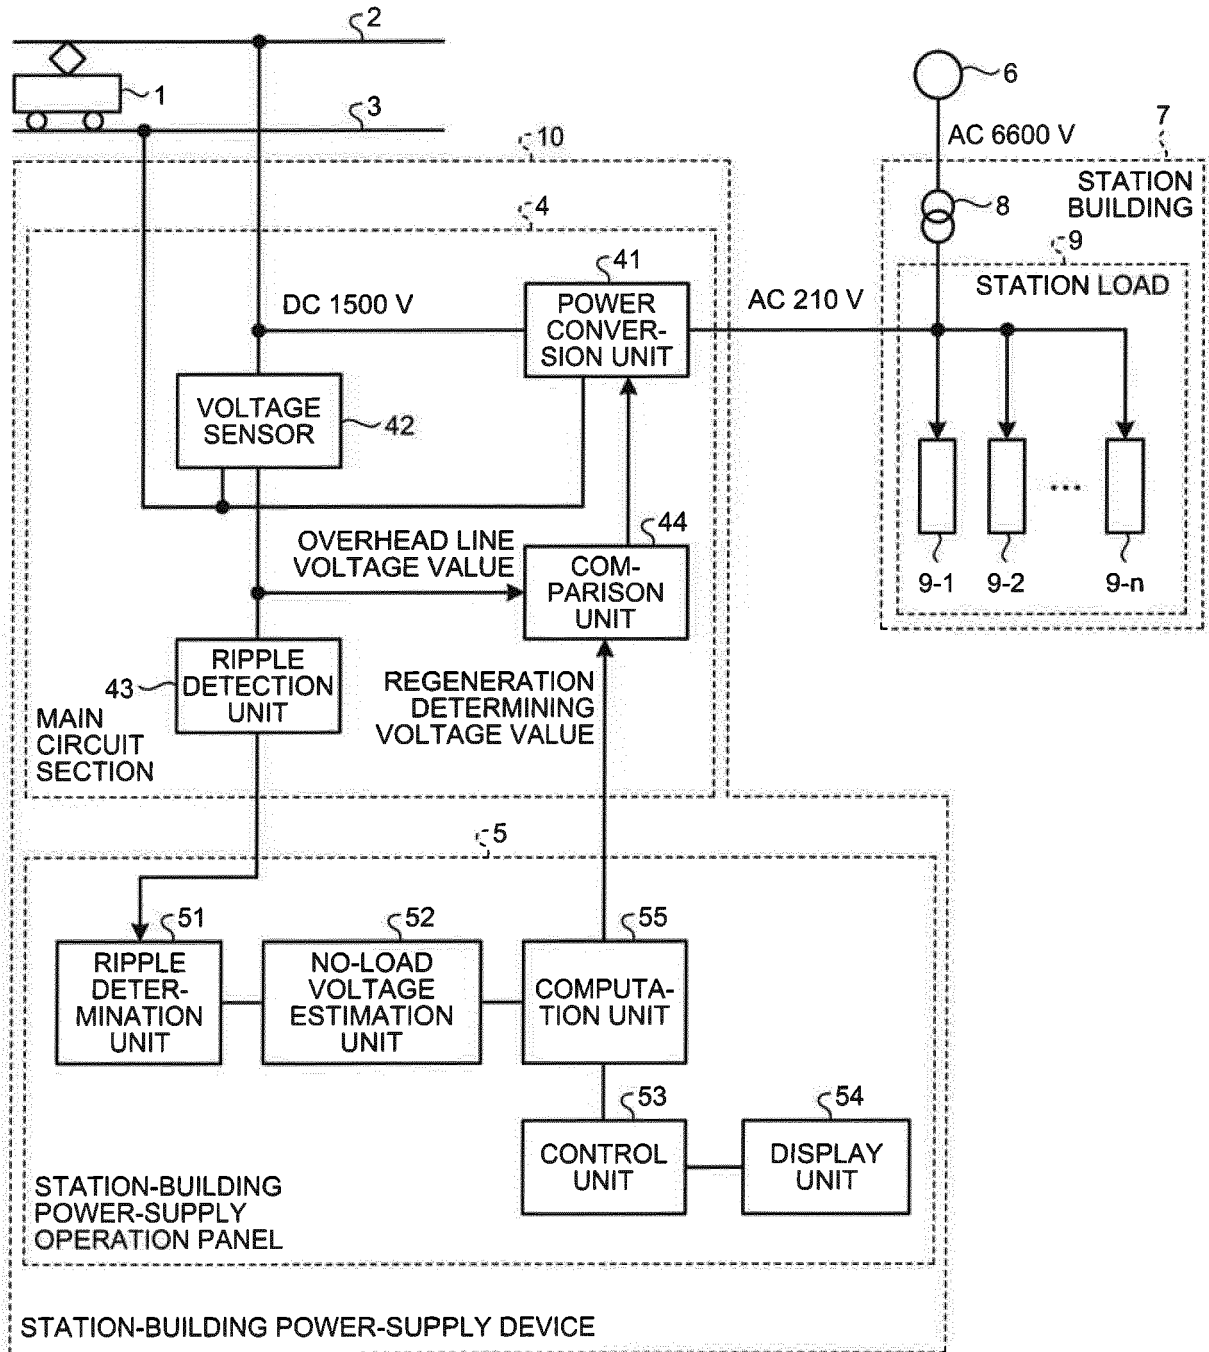 2
1
3
6
AC 6600 V
7
10
STATION
BUILDING
8
4
9
STATION LOAD
41
DC 1500 V
POWER
CONVER-
SION UNIT
AC 210 V
VOLTAGE
SENSOR
42
44
OVERHEAD LINE
VOLTAGE VALUE
COM-
PARISON
UNIT
...
9-1
9-2
9-n
43
RIPPLE
DETECTION
UNIT
REGENERATION
DETERMINING
VOLTAGE VALUE
MAIN
CIRCUIT
SECTION
5
51
52
55
RIPPLE
DETER-
MINATION
UNIT
NO-LOAD
VOLTAGE
ESTIMATION
UNIT
COMPUTA-
TION UNIT
53
54
CONTROL
UNIT
DISPLAY
UNIT
STATION-BUILDING
POWER-SUPPLY
OPERATION PANEL
STATION-BUILDING POWER-SUPPLY DEVICE